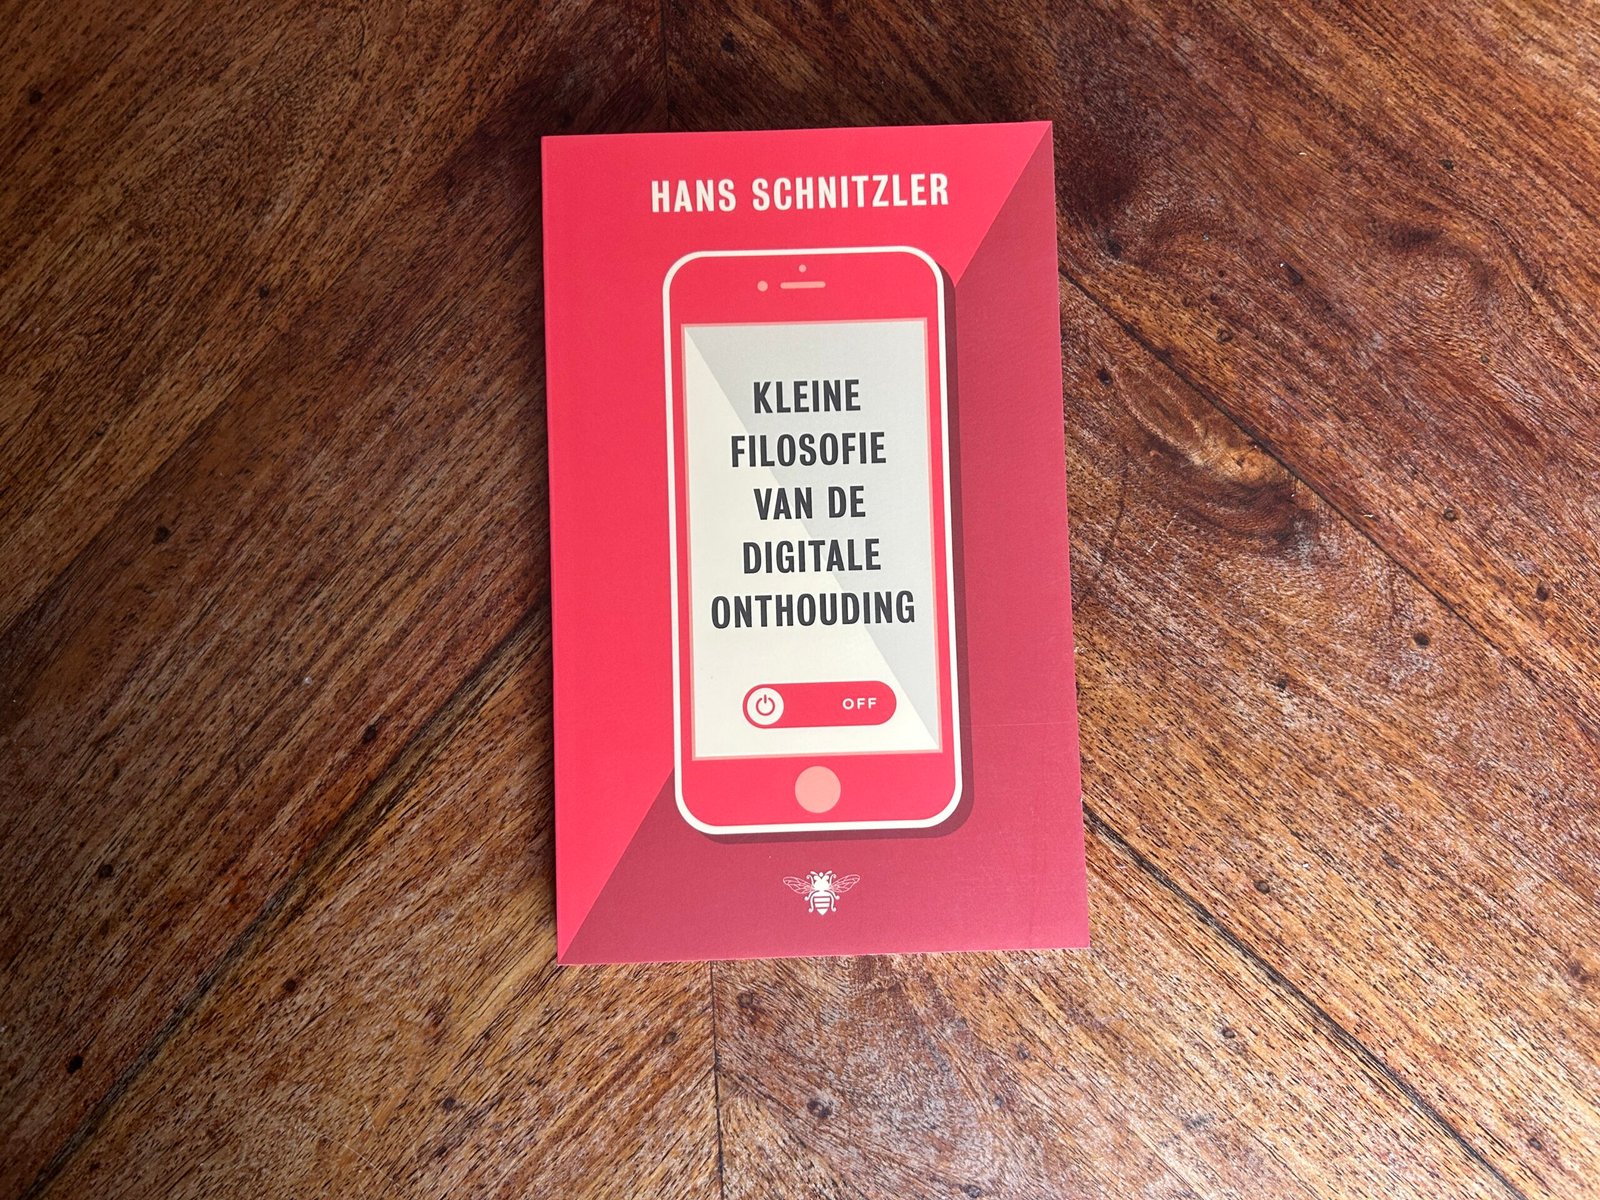 HANS SCHNITZLER
KLEINE
FILOSOFIE
VAN DE
DIGITALE
ONTHOUDING
OFF